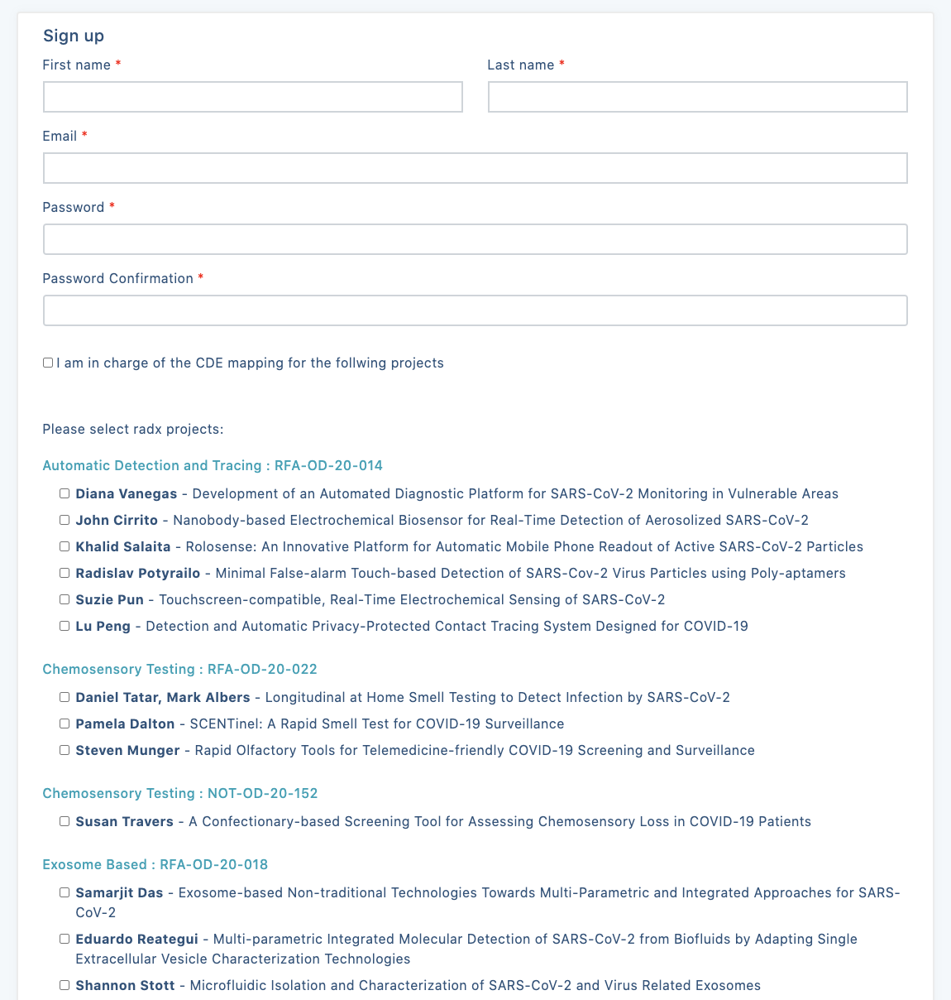 Sign up
First name *
Last name *
Email *
Password *
Password Confirmation *
I am in charge of the CDE mapping for the follwing projects
Please select radx projects:
Automatic Detection and Tracing : RFA-OD-20-014
Diana Vanegas - Development of an Automated Diagnostic Platform for SARS-CoV-2 Monitoring in Vulnerable Areas
John Cirrito - Nanobody-based Electrochemical Biosensor for Real-Time Detection of Aerosolized SARS-CoV-2
Khalid Salaita - Rolosense: An Innovative Platform for Automatic Mobile Phone Readout of Active SARS-CoV-2 Particles
Radislav Potyrailo - Minimal False-alarm Touch-based Detection of SARS-Cov-2 Virus Particles using Poly-aptamers
Suzie Pun - Touchscreen-compatible, Real-Time Electrochemical Sensing of SARS-CoV-2
Lu Peng - Detection and Automatic Privacy-Protected Contact Tracing System Designed for COVID-19
Chemosensory Testing : RFA-OD-20-022
Daniel Tatar, Mark Albers - Longitudinal at Home Smell Testing to Detect Infection by SARS-CoV-2
Pamela Dalton - SCENTinel: A Rapid Smell Test for COVID-19 Surveillance
Steven Munger - Rapid Olfactory Tools for Telemedicine-friendly COVID-19 Screening and Surveillance
Chemosensory Testing : NOT-OD-20-152
Susan Travers - A Confectionary-based Screening Tool for Assessing Chemosensory Loss in COVID-19 Patients
Exosome Based : RFA-OD-20-018
Samarjit Das - Exosome-based Non-traditional Technologies Towards Multi-Parametric and Integrated Approaches for SARS-
CoV-2
Eduardo Reategui - Multi-parametric Integrated Molecular Detection of SARS-CoV-2 from Biofluids by Adapting Single
Extracellular Vesicle Characterization Technologies
Shannon Stott - Microfluidic Isolation and Characterization of SARS-CoV-2 and Virus Related Exosomes